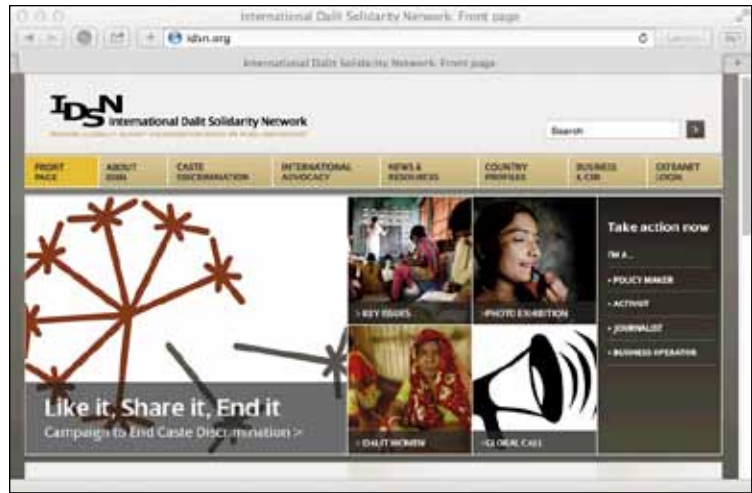 International Dalit Solidarity Network: Front page
idsn.org
International Dalit Solidarity Network: Front page
IDSN International Dalit Solidarity Network
Search
FRONT PAGE
ABOUT IDSN
CASTE DISCRIMINATION
INTERNATIONAL ADVOCACY
NEWS & RESOURCES
COUNTRY PROFILES
BUSINESS & CSR
EXTRANET LOGIN
Take action now
I'M A...
• POLICY MAKER
• ACTIVIST
• JOURNALIST
• BUSINESS OPERATOR
> KEY ISSUES
>PHOTO EXHIBITION
Like it, Share it, End it
Campaign to End Caste Discrimination >
> DALIT WOMEN
>GLOBAL CALL